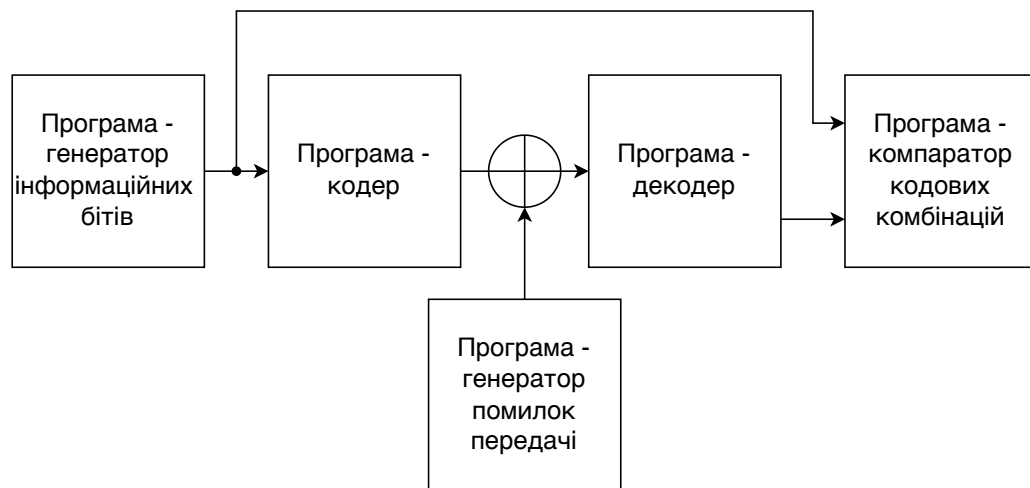 Програма -
генератор
інформаційних
бітів
Програма -
кодер
Програма -
декодер
Програма -
компаратор
кодових
комбінацій
Програма -
генератор
помилок
передачі